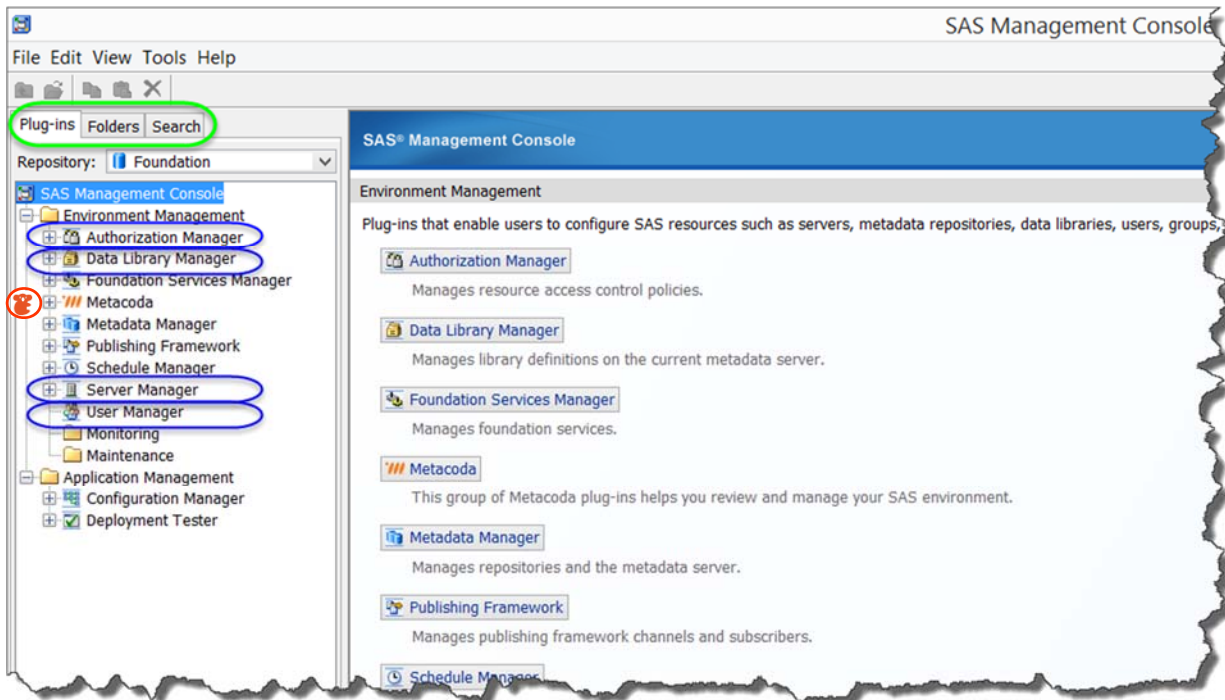 SAS Management Console
File Edit View Tools Help
Plug-ins Folders Search
Repository: Foundation
SAS Management Console
Environment Management
Authorization Manager
Data Library Manager
Foundation Services Manager
Metacoda
Metadata Manager
Publishing Framework
Schedule Manager
Server Manager
User Manager
Monitoring
Maintenance
Application Management
Configuration Manager
Deployment Tester
SAS® Management Console
Environment Management
Plug-ins that enable users to configure SAS resources such as servers, metadata repositories, data libraries, users, groups,
Authorization Manager
Manages resource access control policies.
Data Library Manager
Manages library definitions on the current metadata server.
Foundation Services Manager
Manages foundation services.
Metacoda
This group of Metacoda plug-ins helps you review and manage your SAS environment.
Metadata Manager
Manages repositories and the metadata server.
Publishing Framework
Manages publishing framework channels and subscribers.
Schedule Manager